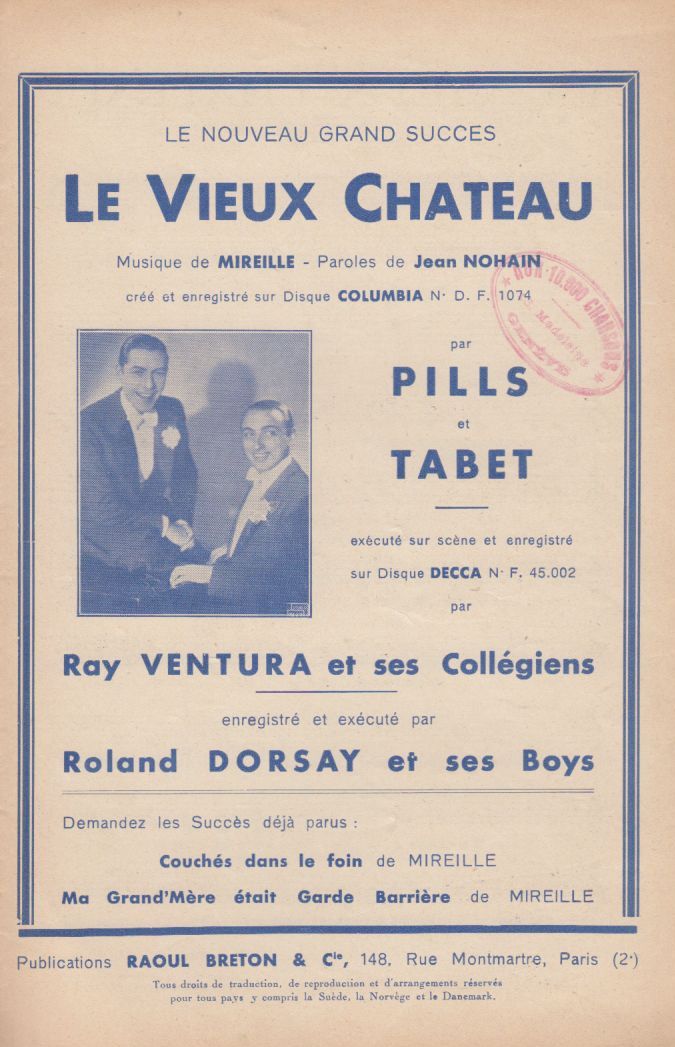 LE NOUVEAU GRAND SUCCES
LE VIEUX CHATEAU
Musique de MIREILLE - Paroles de Jean NOHAIN
créé et enregistré sur Disque COLUMBIA N· D. F. 1074
10.000 CHANSONS
Madeleine
GENÈVE
par
PILLS
et
TABET
exécuté sur scène et enregistré
sur Disque DECCA N· F. 45.002
par
Ray VENTURA et ses Collégiens
enregistré et exécuté par
Roland DORSAY et ses Boys
Demandez les Succès déjà parus :
Couchés dans le foin de MIREILLE
Ma Grand'Mère était Garde Barrière de MIREILLE
Publications RAOUL BRETON & Cie, 148, Rue Montmartre, Paris (2e)
Tous droits de traduction, de reproduction et d'arrangements réservés
pour tous pays y compris la Suède, la Norvège et le Danemark.